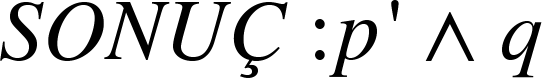 SONUÇ :p' ∧ q